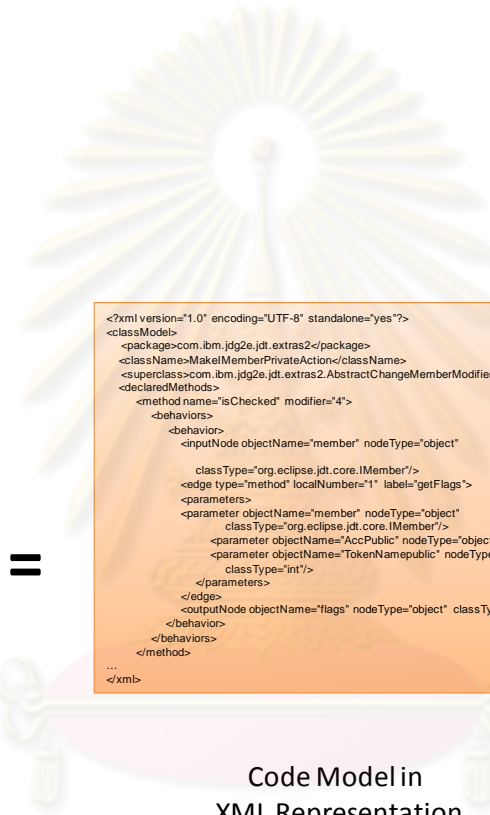 <?xml version="1.0" encoding="UTF-8" standalone="yes"?>
<classModel>
<package>com.ibm.jdg2e.jdt.extras2</package>
<className>MakeIMemberPrivateAction</className>
<superclass>com.ibm.jdg2e.jdt.extras2.AbstractChangeMemberModifier
<declaredMethods>
<method name="isChecked" modifier="4">
<behaviors>
<behavior>
<inputNode objectName="member" nodeType="object"
classType="org.eclipse.jdt.core.IMember"/>
<edge type="method" localNumber="1" label="getFlags">
<parameters>
<parameter objectName="member" nodeType="object"
classType="org.eclipse.jdt.core.IMember"/>
<parameter objectName="AccPublic" nodeType="objec
<parameter objectName="TokenNamepublic" nodeType
classType="int"/>
</parameters>
=
</edge>
<outputNode objectName="flags" nodeType="object" classTy
</behavior>
</behaviors>
</method>
...
</xml>
Code Model in
XML Representation